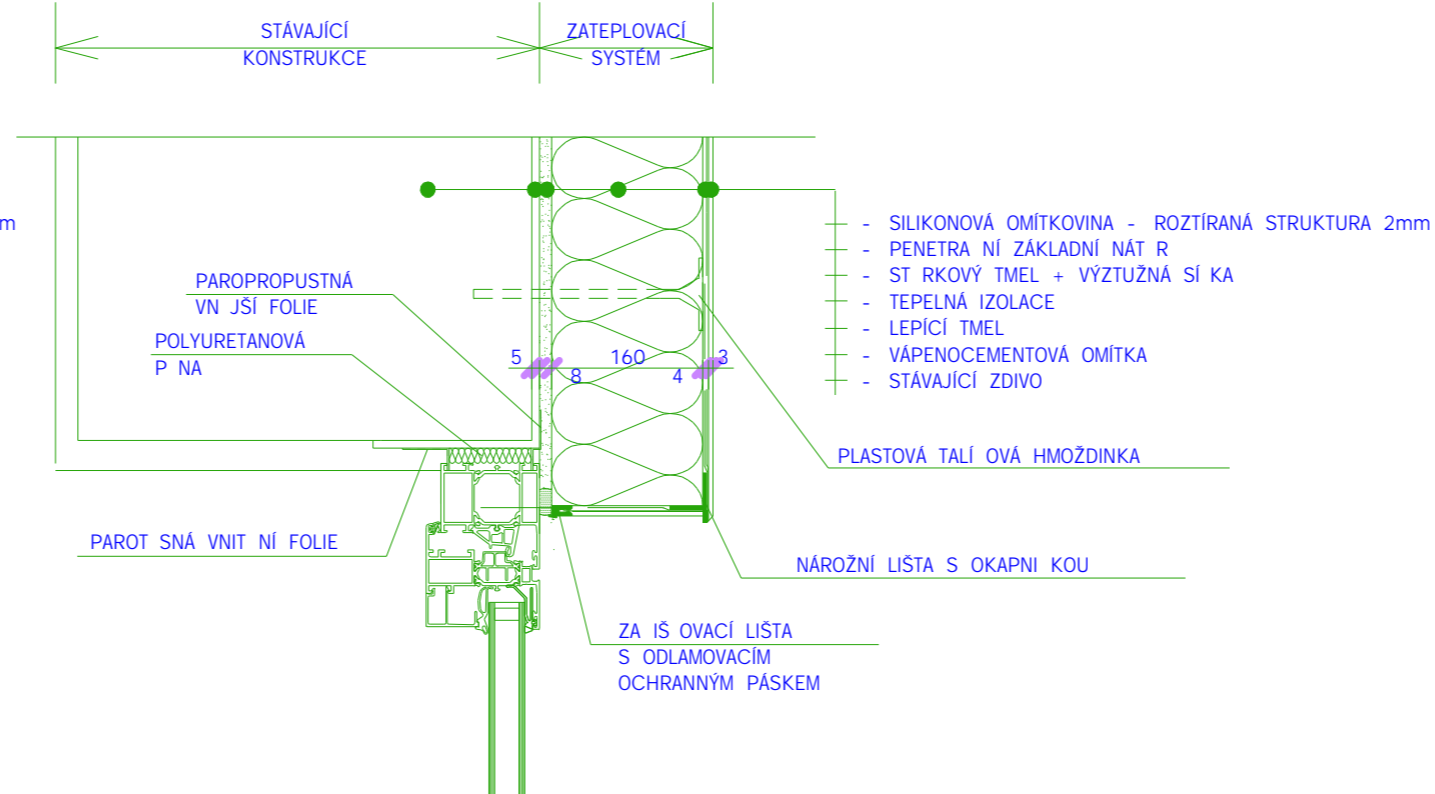 STÁVAJÍCÍ
KONSTRUKCE
ZATEPLOVACÍ
SYSTÉM
m
- SILIKONOVÁ OMÍTKOVINA - ROZTÍRANÁ STRUKTURA 2mm
- PENETRA NÍ ZÁKLADNÍ NÁT R
- ST RKOVÝ TMEL + VÝZTUŽNÁ SÍ KA
- TEPELNÁ IZOLACE
- LEPÍCÍ TMEL
- VÁPENOCEMENTOVÁ OMÍTKA
- STÁVAJÍCÍ ZDIVO
PAROPROPUSTNÁ
VN JŠÍ FOLIE
POLYURETANOVÁ
P NA
5 160 3
8 4
PLASTOVÁ TALÍ OVÁ HMOŽDINKA
PAROT SNÁ VNIT NÍ FOLIE
NÁROŽNÍ LIŠTA S OKAPNI KOU
ZA IŠ OVACÍ LIŠTA
S ODLAMOVACÍM
OCHRANNÝM PÁSKEM